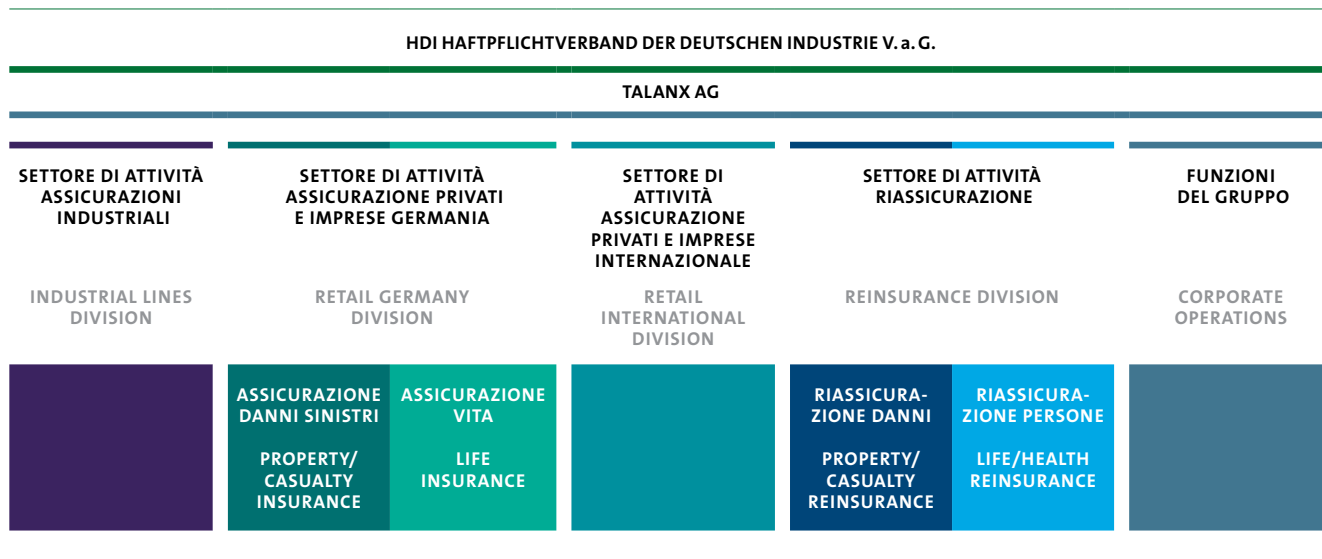 HDI HAFTPFLICHTVERBAND DER DEUTSCHEN INDUSTRIE V. a. G.
TALANX AG
SETTORE DI ATTIVITÀ
ASSICURAZIONI
INDUSTRIALI
INDUSTRIAL LINES
DIVISION
SETTORE DI ATTIVITÀ
ASSICURAZIONE PRIVATI
E IMPRESE GERMANIA
RETAIL GERMANY
DIVISION
ASSICURAZIONE
DANNI SINISTRI
PROPERTY/
CASUALTY
INSURANCE
ASSICURAZIONE
VITA
LIFE
INSURANCE
SETTORE DI
ATTIVITÀ
ASSICURAZIONE
PRIVATI E IMPRESE
INTERNAZIONALE
RETAIL
INTERNATIONAL
DIVISION
SETTORE DI ATTIVITÀ
RIASSICURAZIONE
REINSURANCE DIVISION
RIASSICURA-
ZIONE DANNI
PROPERTY/
CASUALTY
REINSURANCE
RIASSICURA-
ZIONE PERSONE
LIFE/HEALTH
REINSURANCE
FUNZIONI
DEL GRUPPO
CORPORATE
OPERATIONS